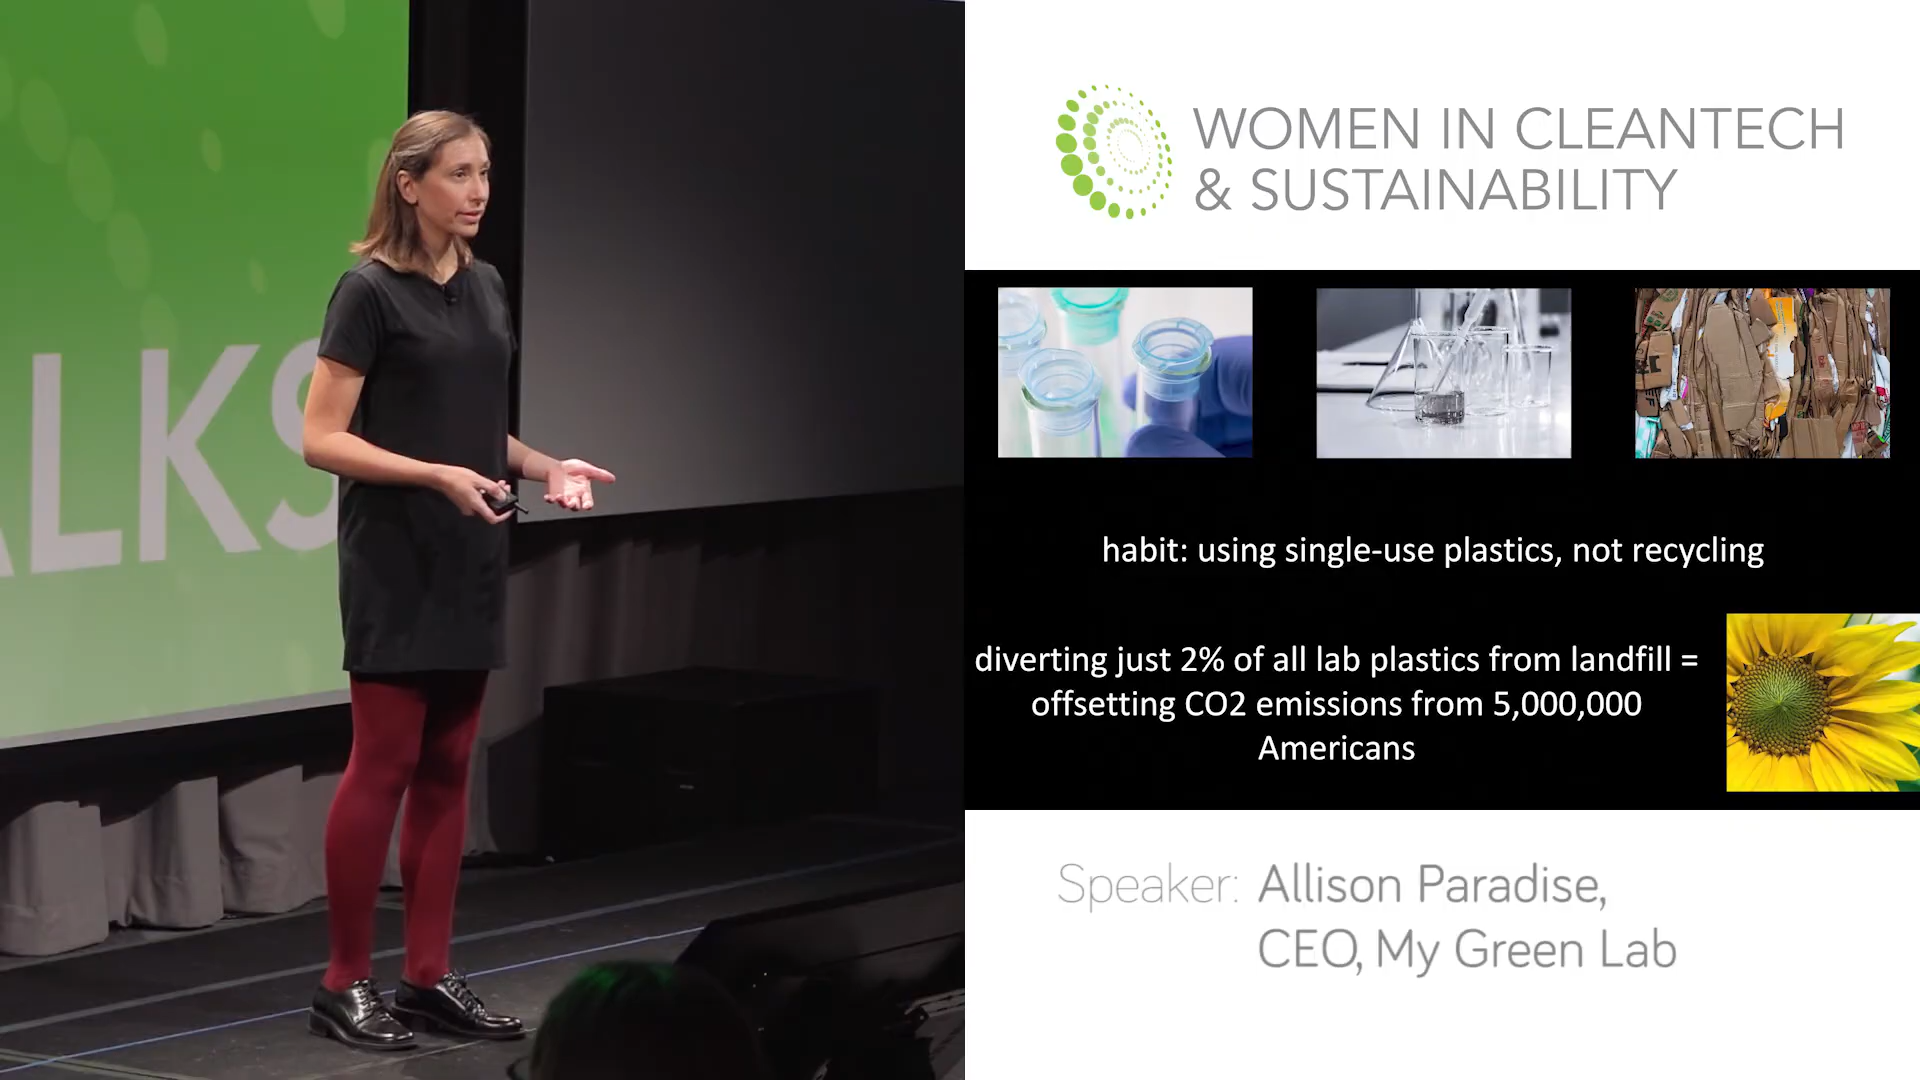 ALKS
WOMEN IN CLEANTECH
& SUSTAINABILITY
habit: using single-use plastics, not recycling
diverting just 2% of all lab plastics from landfill =
offsetting CO2 emissions from 5,000,000
Americans
Speaker: Allison Paradise,
CEO, My Green Lab